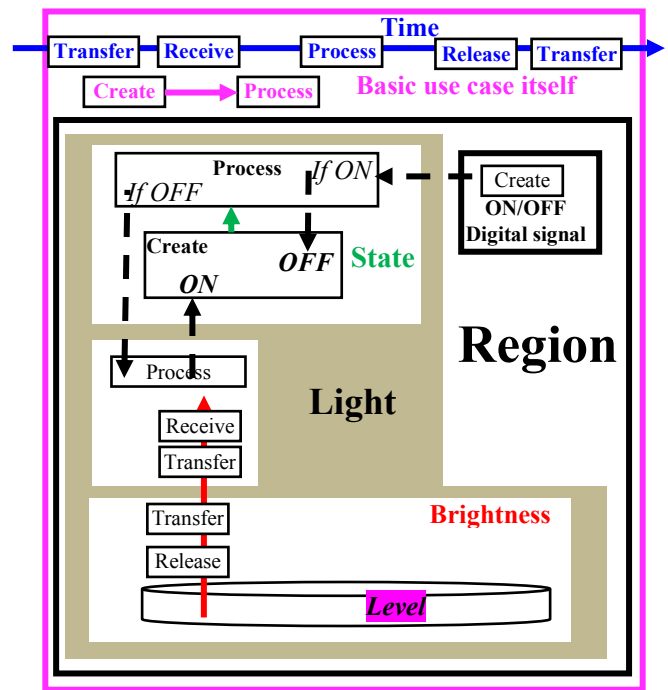 Time
Transfer
Receive
Process
Release
Transfer
Create
Process
Basic use case itself
Process
If ON
If OFF
Create
ON/OFF
Digital signal
Create
OFF
ON
State
Region
Process
Light
Receive
Transfer
Transfer
Brightness
Release
Level